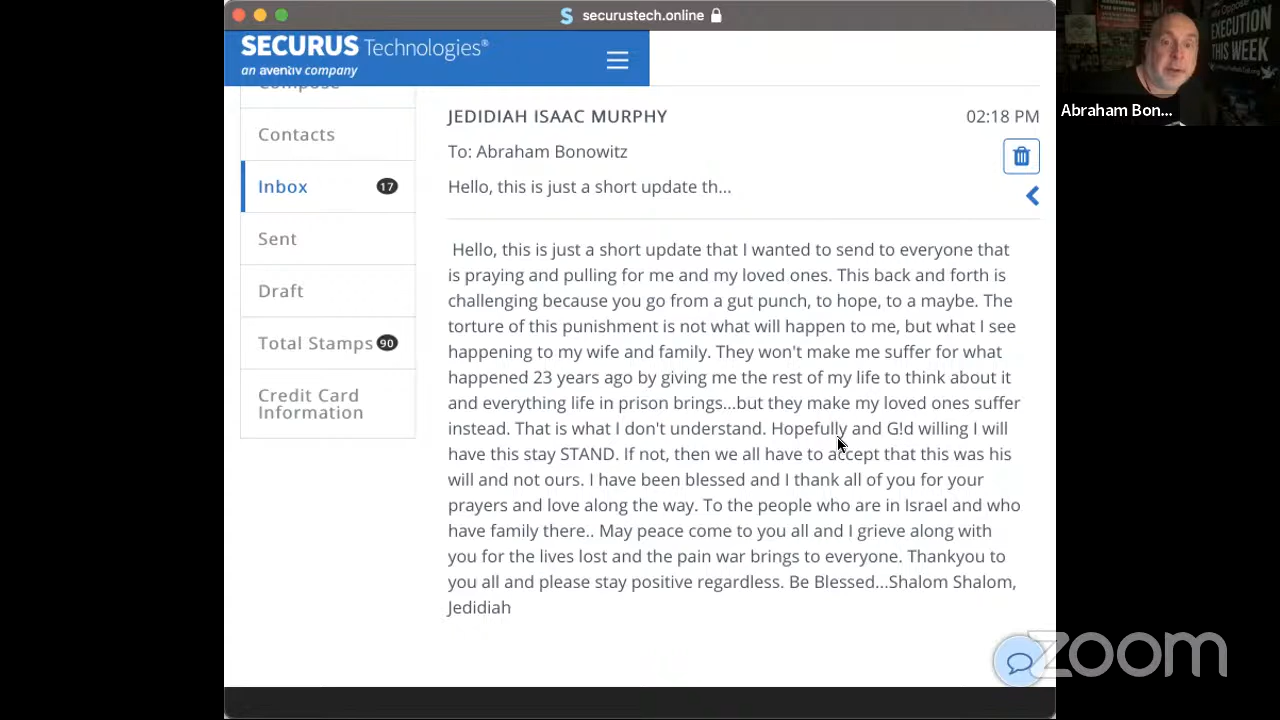 securustech.online
SECURUS Technologies®
an aventiv company
Compose
Contacts
Inbox 17
Sent
Draft
Total Stamps 90
Credit Card
Information
JEDIDIAH ISAAC MURPHY 02:18 PM
To: Abraham Bonowitz
Hello, this is just a short update th...
Hello, this is just a short update that I wanted to send to everyone that
is praying and pulling for me and my loved ones. This back and forth is
challenging because you go from a gut punch, to hope, to a maybe. The
torture of this punishment is not what will happen to me, but what I see
happening to my wife and family. They won't make me suffer for what
happened 23 years ago by giving me the rest of my life to think about it
and everything life in prison brings...but they make my loved ones suffer
instead. That is what I don't understand. Hopefully and G!d willing I will
have this stay STAND. If not, then we all have to accept that this was his
will and not ours. I have been blessed and I thank all of you for your
prayers and love along the way. To the people who are in Israel and who
have family there.. May peace come to you all and I grieve along with
you for the lives lost and the pain war brings to everyone. Thankyou to
you all and please stay positive regardless. Be Blessed...Shalom Shalom,
Jedidiah
EXECUTION
THIS WEEK
Abraham Bon...
zoom